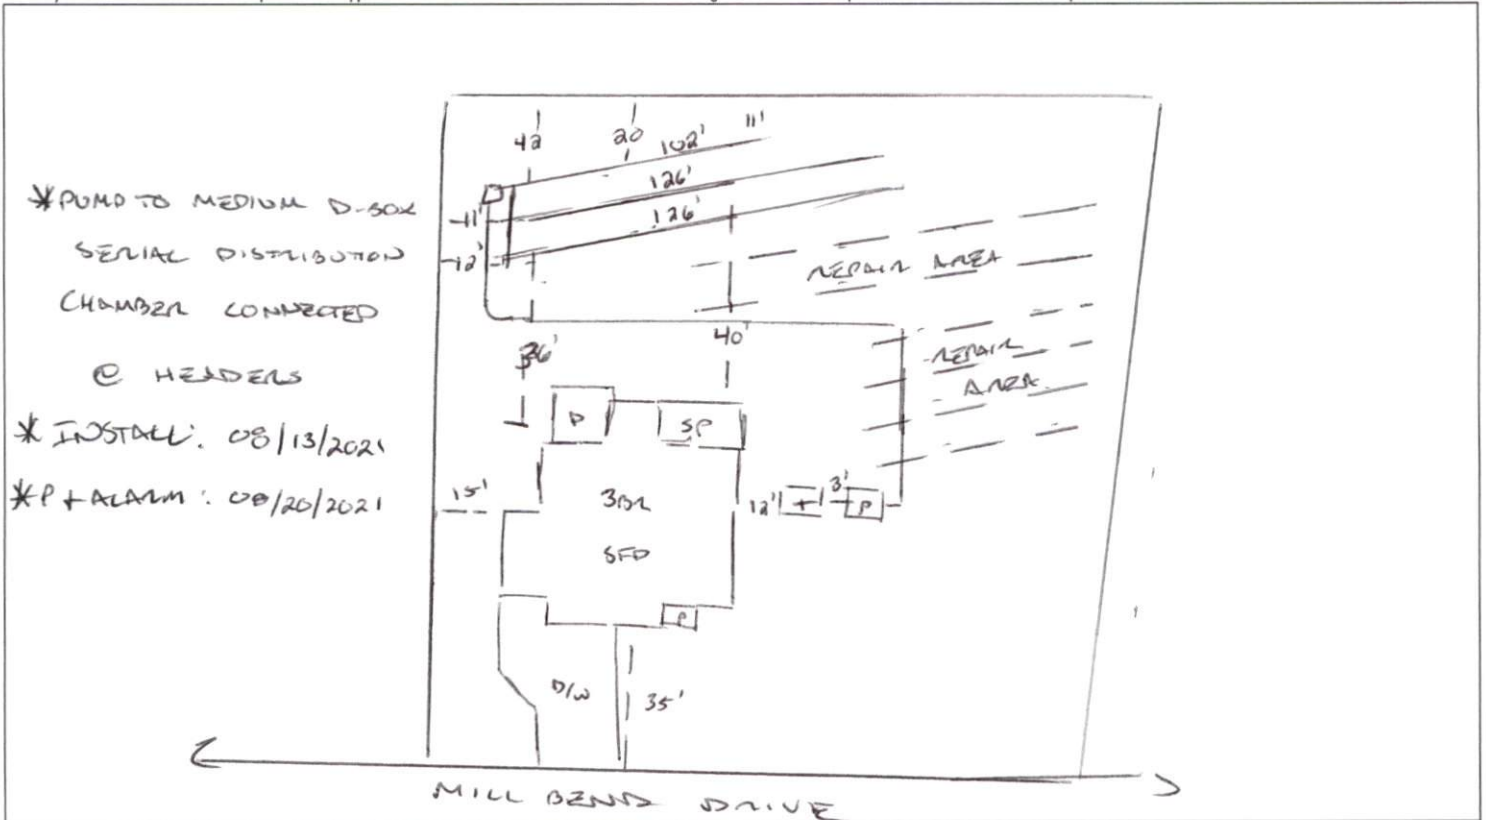 42' 20' 11'
102'
126'
126'
11'
12'
*PUMP TO MEDIUM D-BOX
SERIAL DISTRIBUTION
CHAMBER CONNECTED
@ HEADERS
* INSTALL: 08/13/2021
*P + ALARM: 08/20/2021
REPAIR AREA
REPAIR
AREA
36'
40'
P
SP
15'
3BR
SFD
12'
T
3'
P
P
D/W
35'
MILL BEND DRIVE